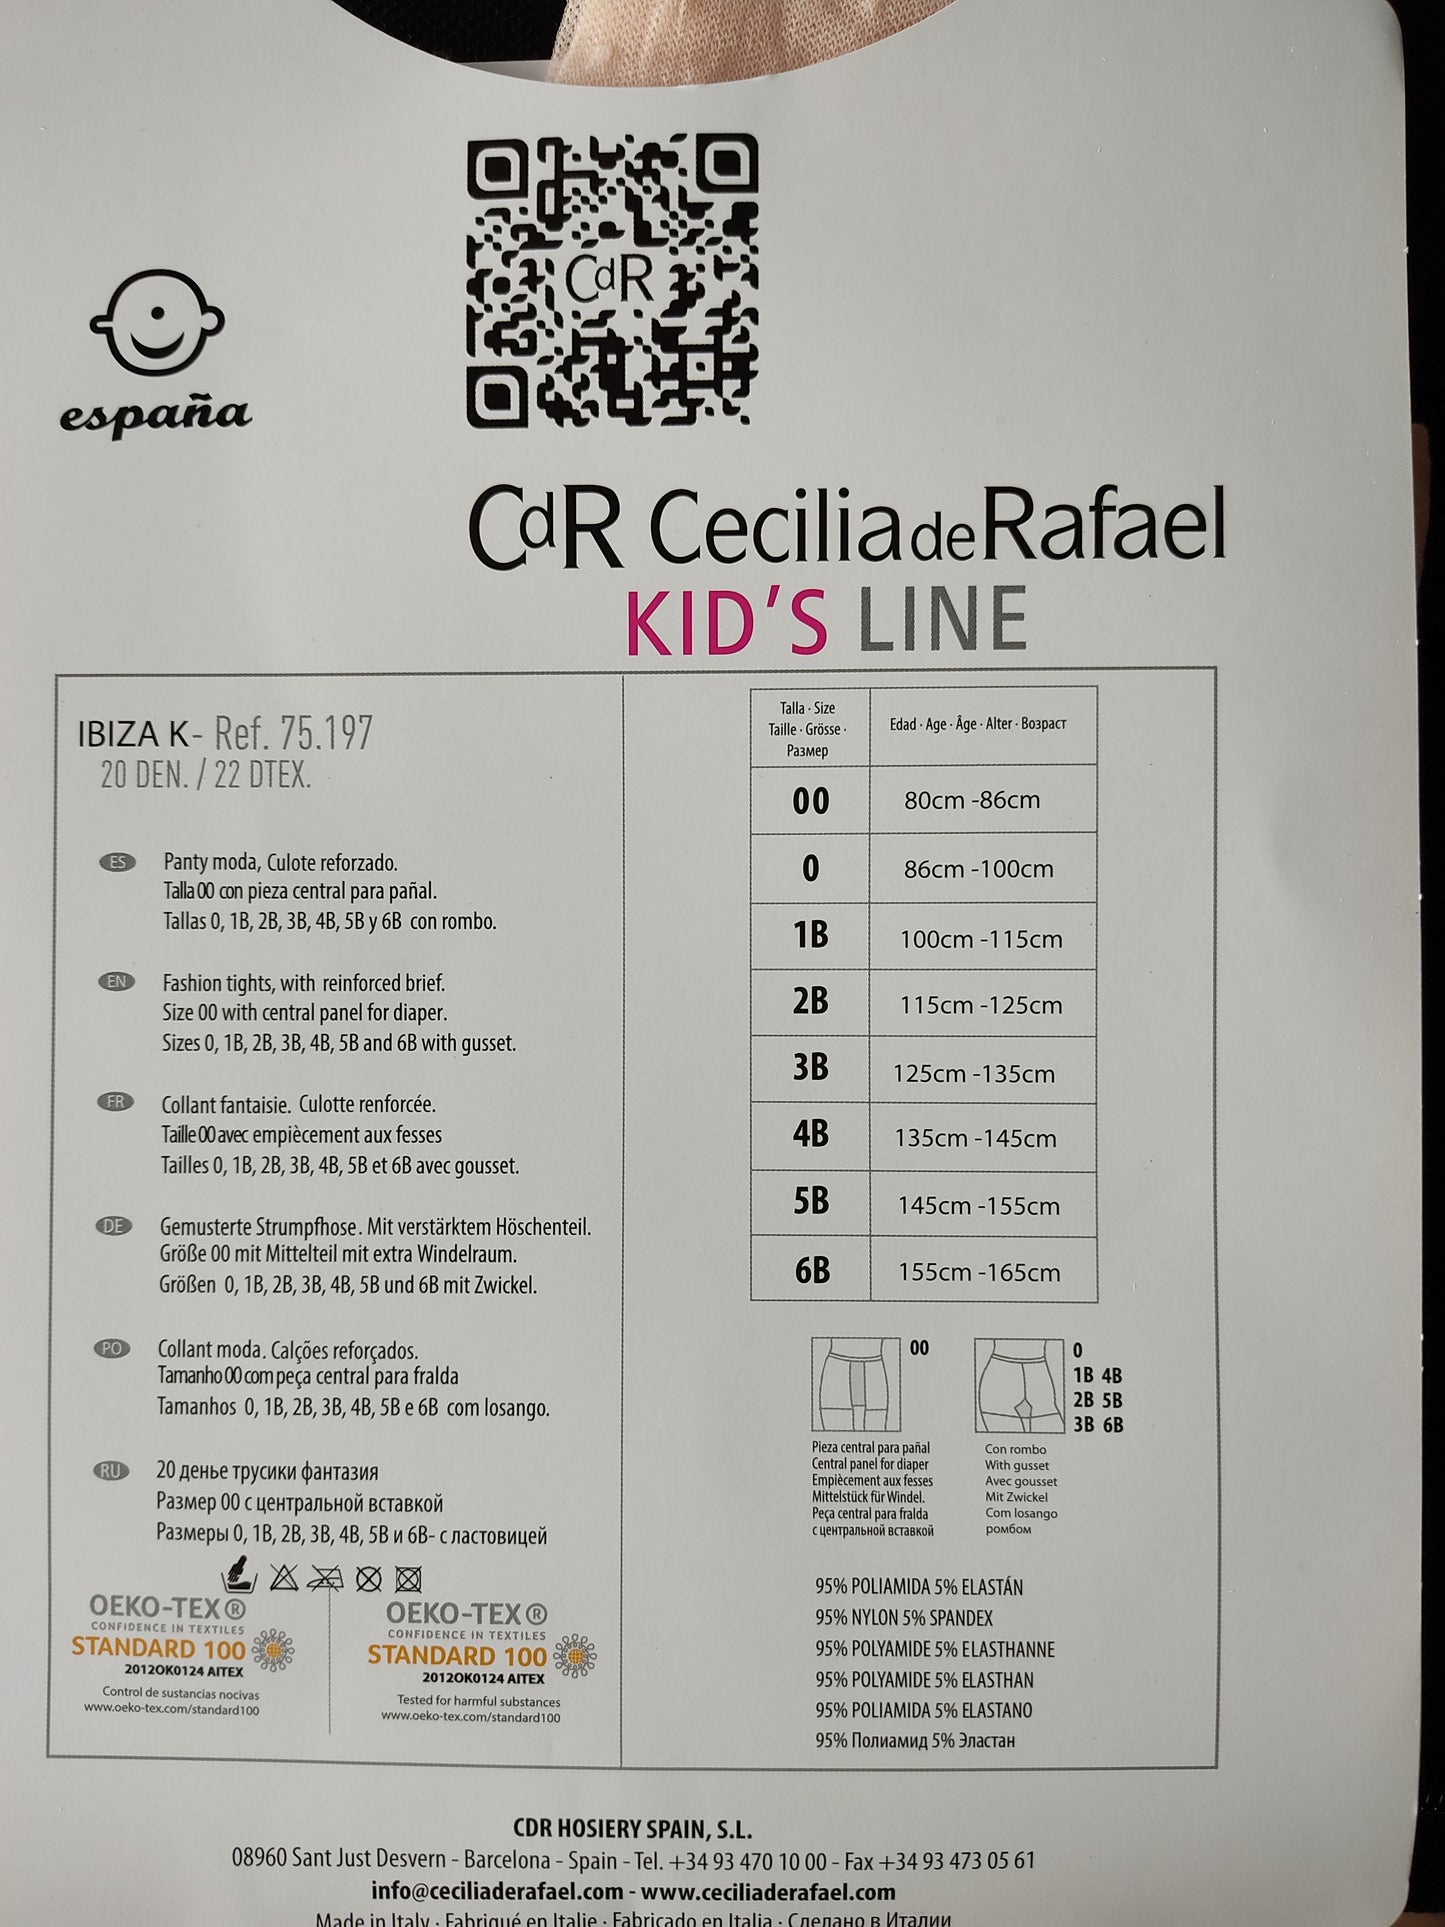 CdR
españa
CdR Cecilia de Rafael
KID'S LINE
IBIZA K- Ref. 75.197
20 DEN. / 22 DTEX.
ES
Panty moda, Culote reforzado.
Talla 00 con pieza central para pañal.
Tallas 0, 1B, 2B, 3B, 4B, 5B y 6B con rombo.
EN
Fashion tights, with reinforced brief.
Size 00 with central panel for diaper.
Sizes 0, 1B, 2B, 3B, 4B, 5B and 6B with gusset.
FR
Collant fantaisie. Culotte renforcée.
Taille 00 avec empiècement aux fesses
Tailles 0, 1B, 2B, 3B, 4B, 5B et 6B avec gousset.
DE
Gemusterte Strumpfhose. Mit verstärktem Höschenteil.
Größe 00 mit Mittelteil mit extra Windelraum.
Größen 0, 1B, 2B, 3B, 4B, 5B und 6B mit Zwickel.
PO
Collant moda. Calções reforçados.
Tamanho 00 com peça central para fralda
Tamanhos 0, 1B, 2B, 3B, 4B, 5B e 6B com losango.
RU
20 денье трусики фантазия
Размер 00 с центральной вставкой
Размеры 0, 1B, 2B, 3B, 4B, 5B и 6B- с ластовицей
OEKO-TEX®
CONFIDENCE IN TEXTILES
STANDARD 100
2012OK0124 AITEX
Control de sustancias nocivas
www.oeko-tex.com/standard100
OEKO-TEX®
CONFIDENCE IN TEXTILES
STANDARD 100
2012OK0124 AITEX
Tested for harmful substances
www.oeko-tex.com/standard100
Talla · Size
Taille · Grösse ·
Размер
Edad · Age · Âge · Alter · Возраст
00 80cm -86cm
0 86cm -100cm
1B 100cm -115cm
2B 115cm -125cm
3B 125cm -135cm
4B 135cm -145cm
5B 145cm -155cm
6B 155cm -165cm
00
Pieza central para pañal
Central panel for diaper
Empiècement aux fesses
Mittelstück für Windel.
Peça central para fralda
с центральной вставкой
0
1B 4B
2B 5B
3B 6B
Con rombo
With gusset
Avec gousset
Mit Zwickel
Com losango
ромбом
95% POLIAMIDA 5% ELASTÁN
95% NYLON 5% SPANDEX
95% POLYAMIDE 5% ELASTHANNE
95% POLYAMIDE 5% ELASTHAN
95% POLIAMIDA 5% ELASTANO
95% Полиамид 5% Эластан
CDR HOSIERY SPAIN, S.L.
08960 Sant Just Desvern - Barcelona - Spain - Tel. +34 93 470 10 00 - Fax +34 93 473 05 61
info@ceciliaderafael.com - www.ceciliaderafael.com
Made in Italy · Fabriqué en Italie · Fabricado en Italia · Сделано в Италии